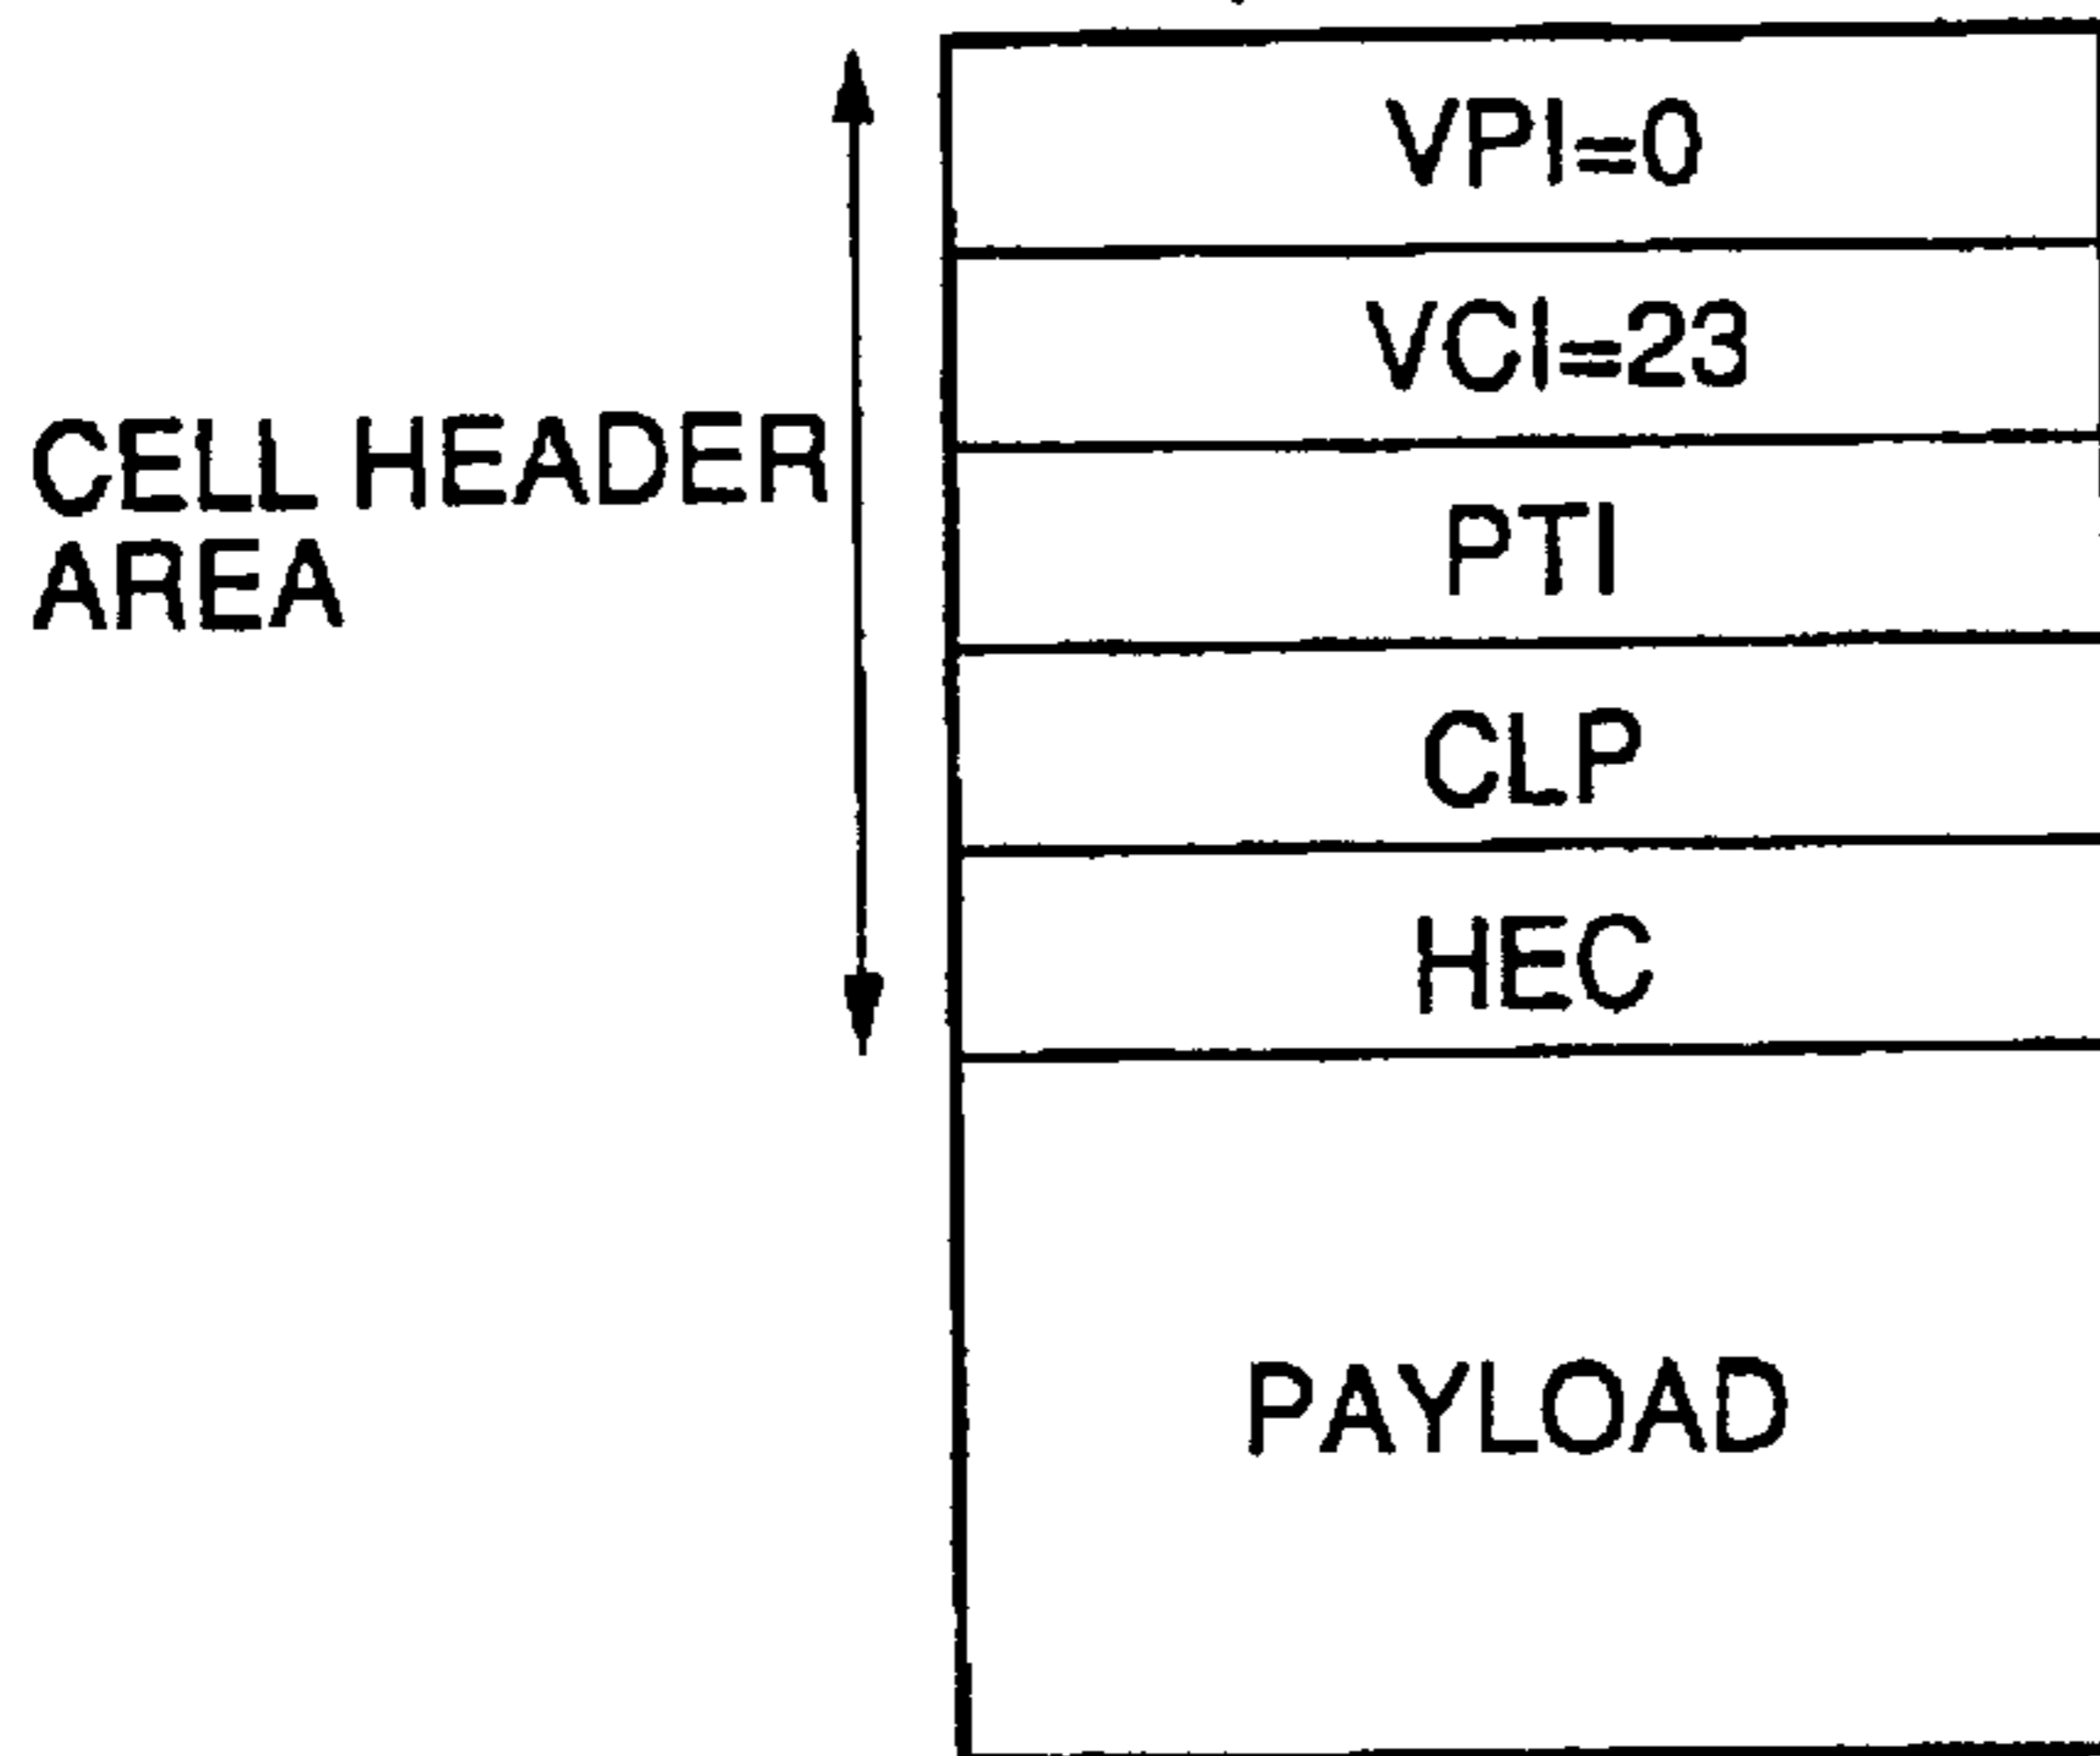 VPI=0
VCI=23
CELL HEADER
AREA
PTI
CLP
HEC
PAYLOAD